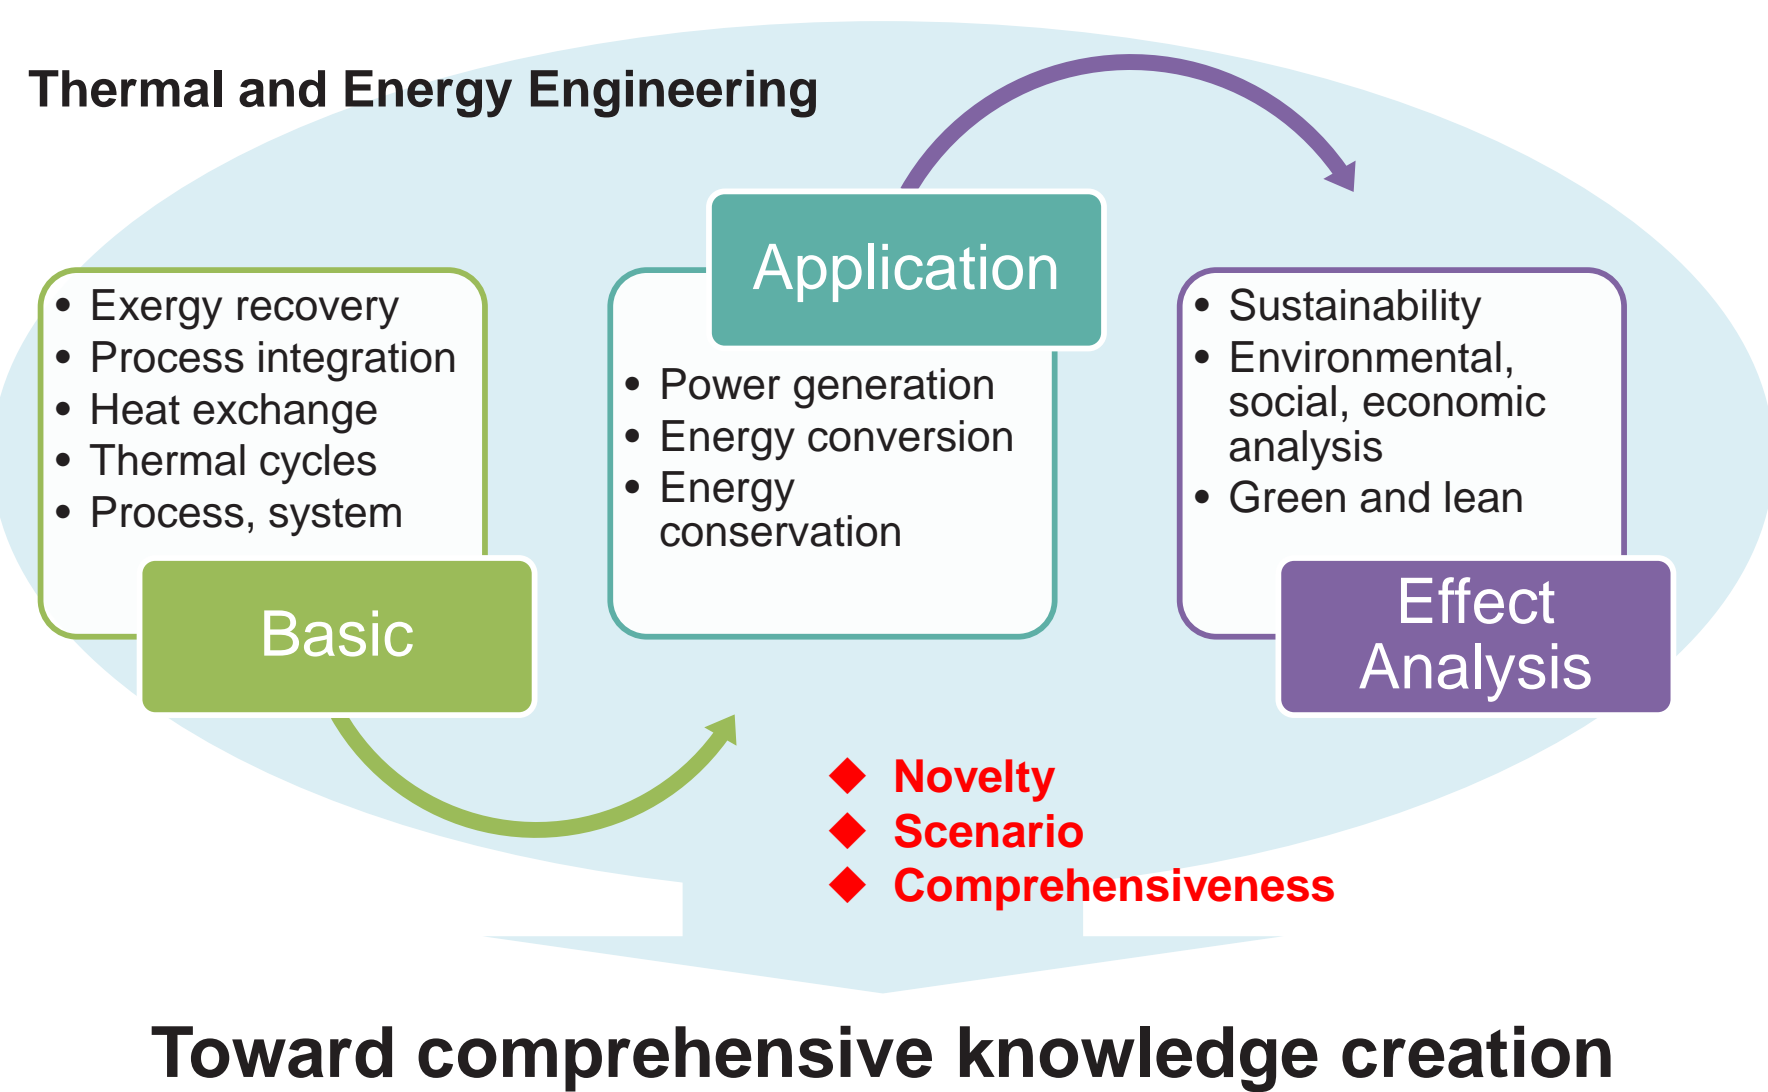 Thermal and Energy Engineering
• Exergy recovery
• Process integration
• Heat exchange
• Thermal cycles
• Process, system
Basic
Application
• Power generation
• Energy conversion
• Energy
conservation
• Sustainability
• Environmental,
social, economic
analysis
• Green and lean
Effect
Analysis
◆ Novelty
◆ Scenario
◆ Comprehensiveness
Toward comprehensive knowledge creation